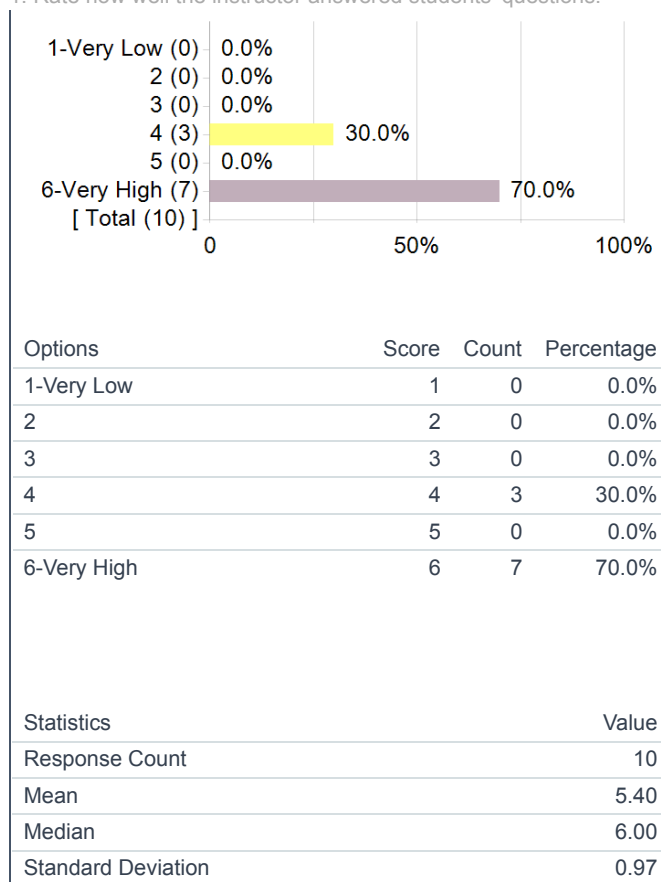 1. Rate how well the instructor answered students' questions.
1-Very Low (0) 0.0%
2 (0) 0.0%
3 (0) 0.0%
4 (3) 30.0%
5 (0) 0.0%
6-Very High (7) 70.0%
[ Total (10) ]
0 50% 100%
Options Score Count Percentage
1-Very Low 1 0 0.0%
2 2 0 0.0%
3 3 0 0.0%
4 4 3 30.0%
5 5 0 0.0%
6-Very High 6 7 70.0%
Statistics Value
Response Count 10
Mean 5.40
Median 6.00
Standard Deviation 0.97